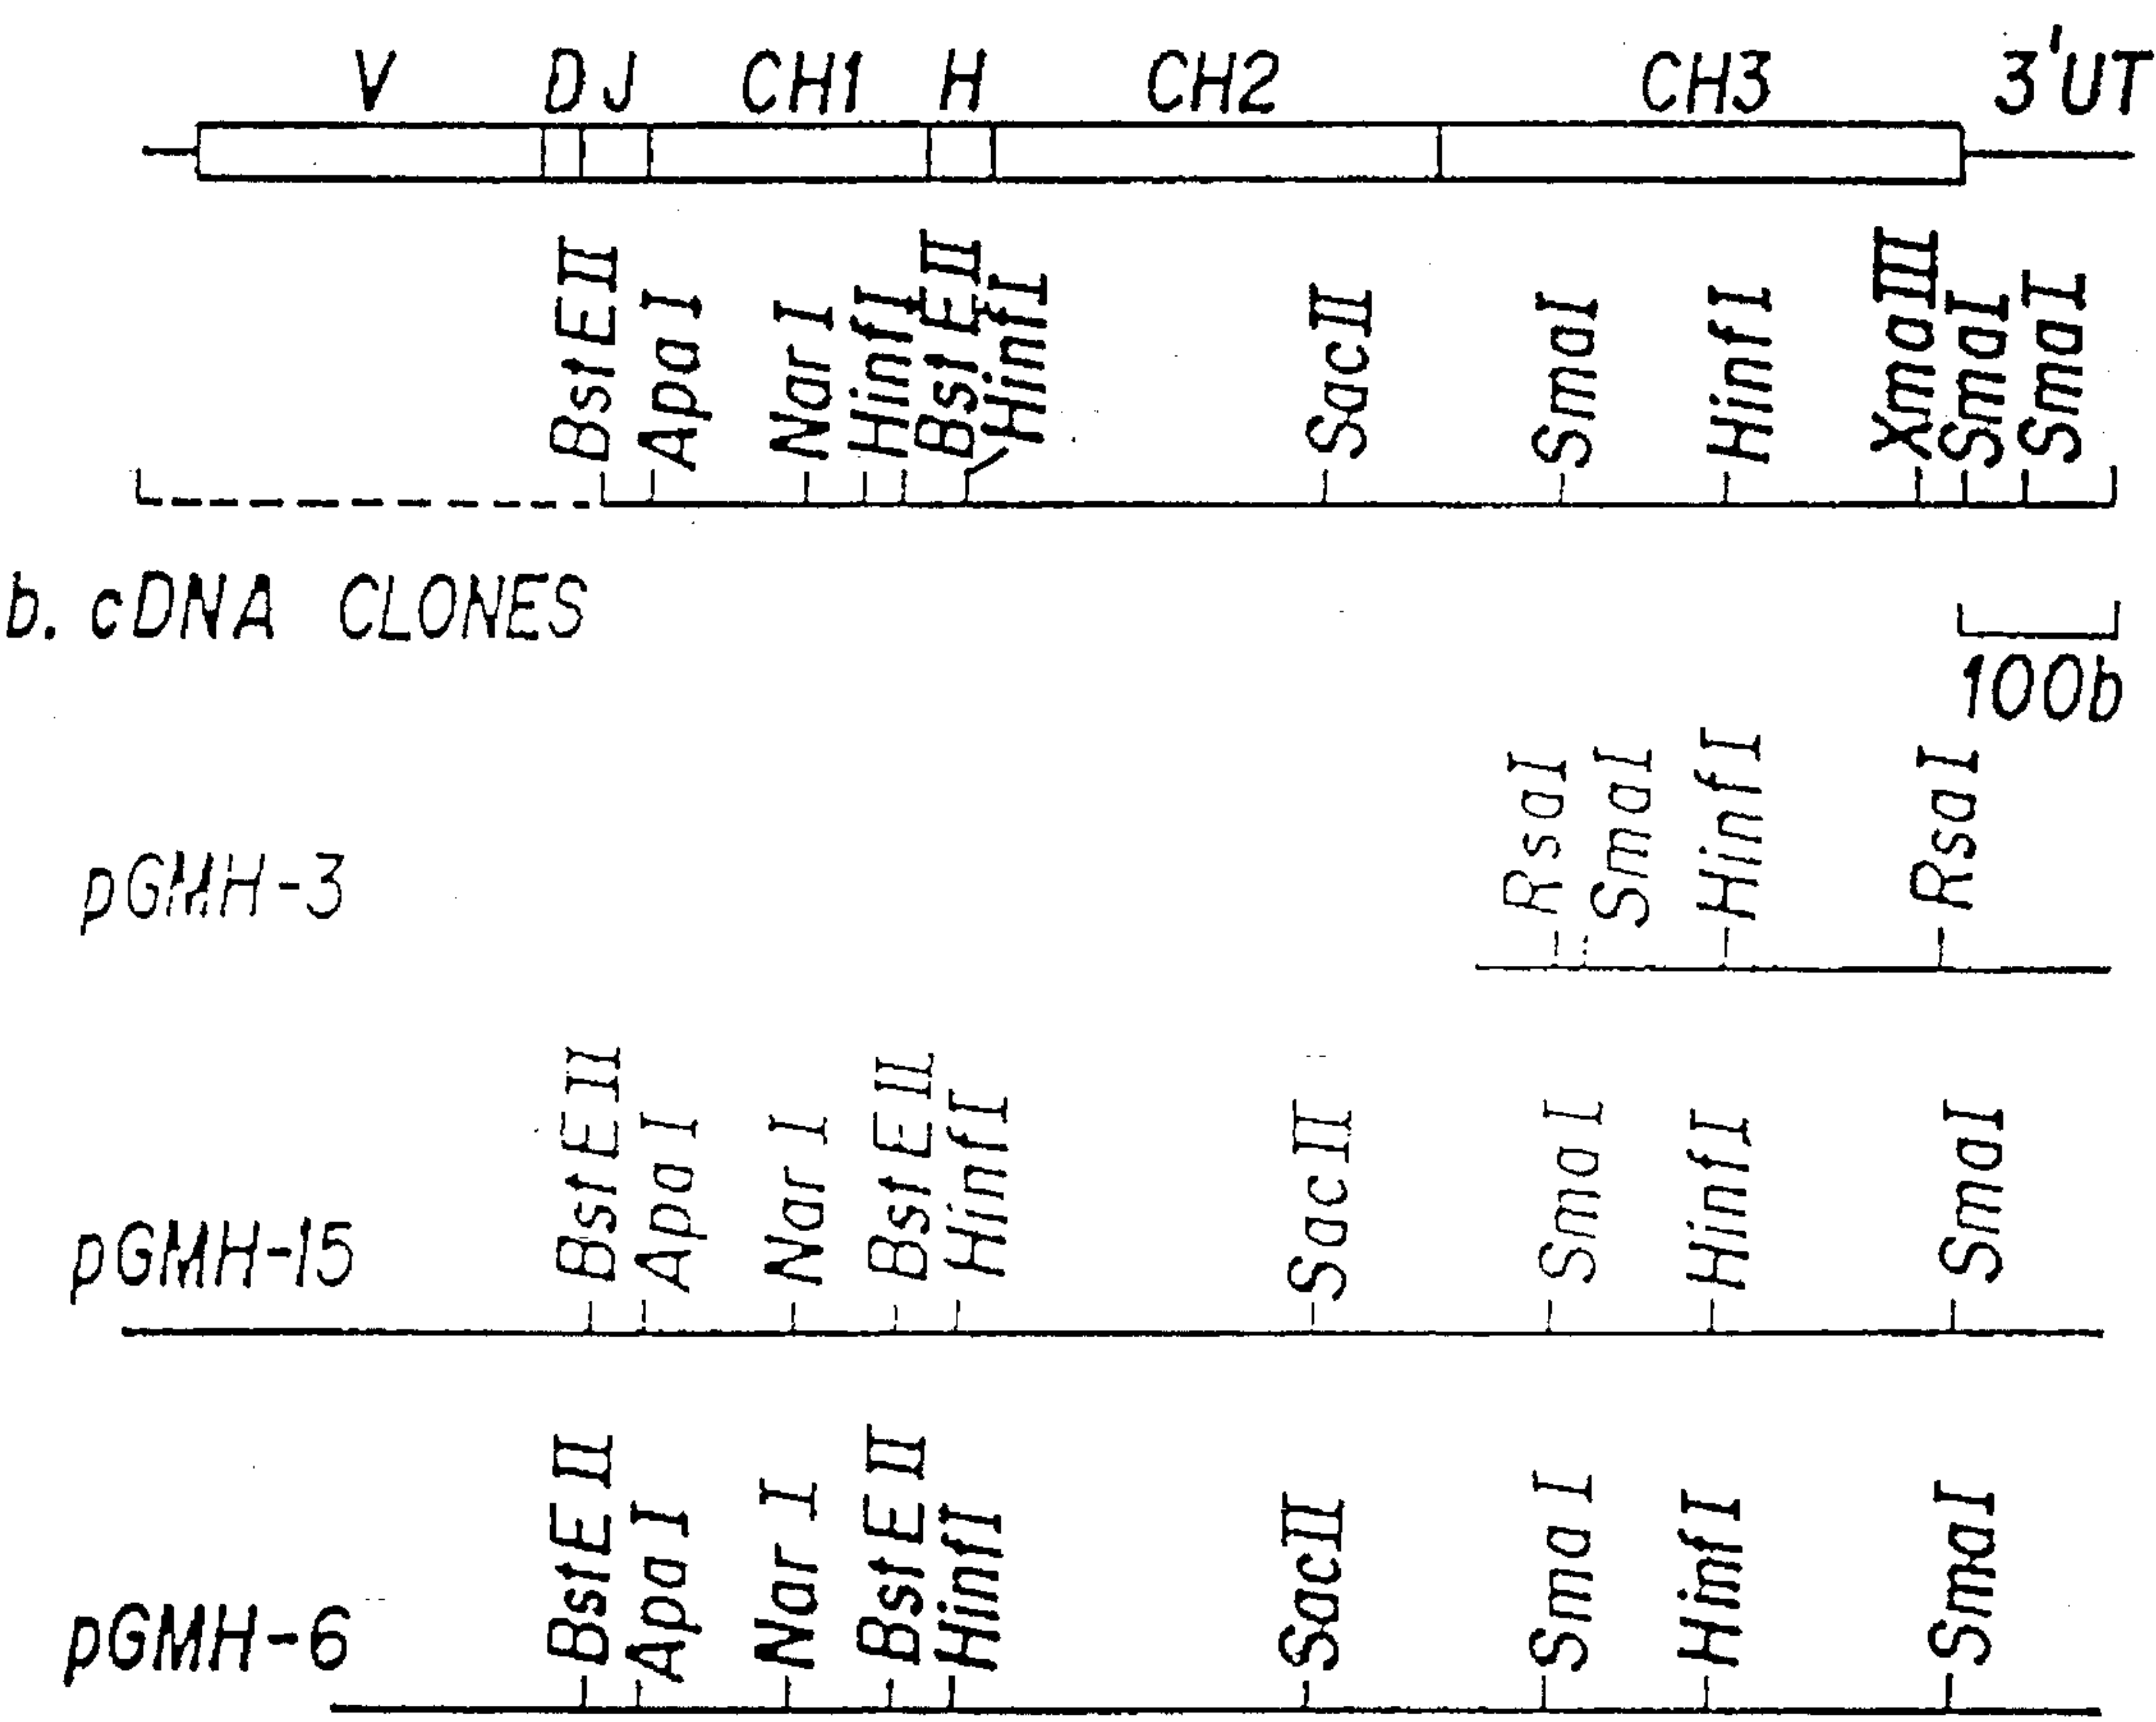 V DJ CH1 H CH2 CH3 3'UT
BstEII ApaI NarI HinfI BstEII HinfI SacII SmaI HinfI XmaIII SmaI SmaI
b. cDNA CLONES
100b
RsaI SmaI HinfI RsaI
pGMH-3
BstEII ApaI NarI BstEII HinfI SacII SmaI HinfI SmaI
pGMH-15
BstEII ApaI NarI BstEII HinfI SacII SmaI HinfI SmaI
pGMH-6